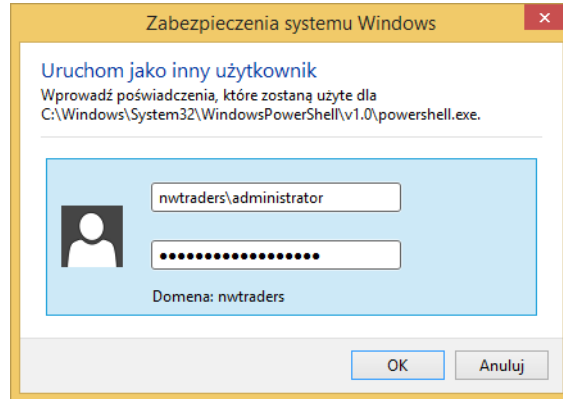 Zabezpieczenia systemu Windows
Uruchom jako inny użytkownik
Wprowadź poświadczenia, które zostaną użyte dla
C:\Windows\System32\WindowsPowerShell\v1.0\powershell.exe.
nwtraders\administrator
••••••••••••••••••
Domena: nwtraders
OK
Anuluj